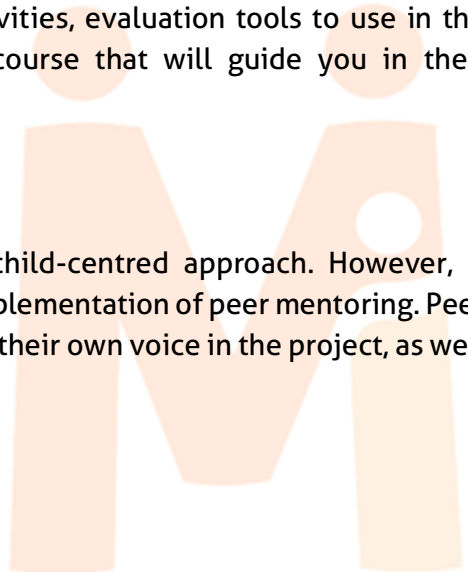 vities, evaluation tools to use in th
course that will guide you in the
child-centred approach. However,
plementation of peer mentoring. Pee
their own voice in the project, as we